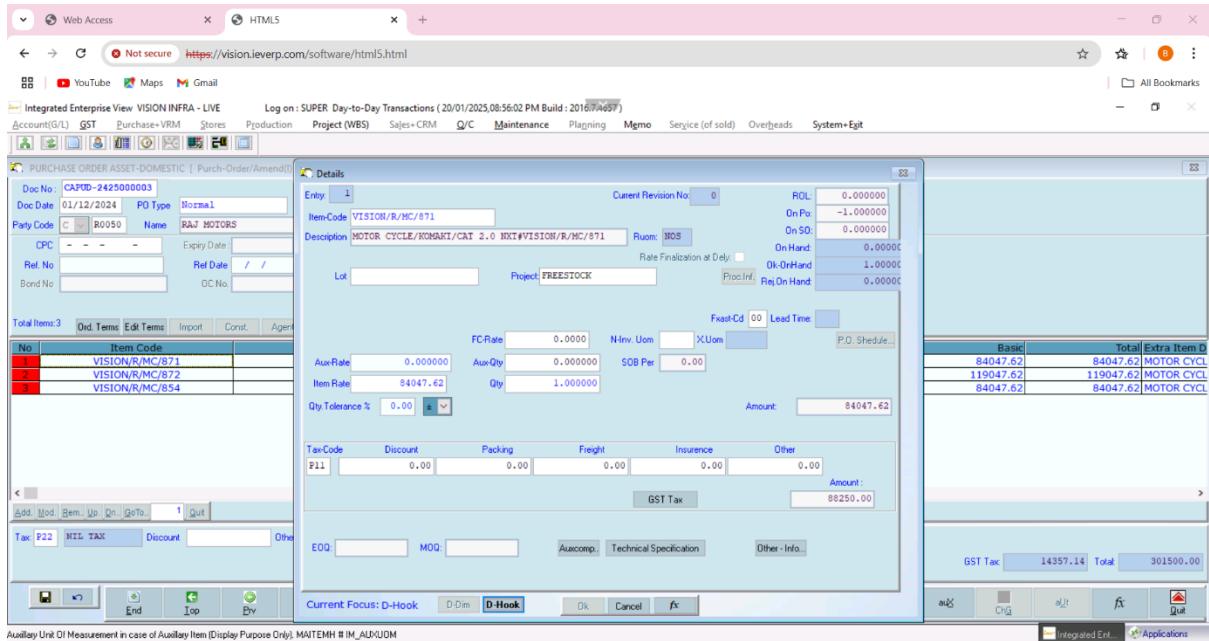 Web Access × HTML5 × +
Not secure https://vision.ieverp.com/software/html5.html B
YouTube Maps Gmail All Bookmarks
Integrated Enterprise View VISION INFRA - LIVE Log on : SUPER Day-to-Day Transactions ( 20/01/2025,08:56:02 PM Build : 2016.7.4657 )
Account(G/L) GST Purchase+VRM Stores Production Project (WBS) Sales+CRM Q/C Maintenance Planning Memo Service (of sold) Overheads System+Exit
PURCHASE ORDER ASSET-DOMESTIC [ Purch-Order/Amend(I) Details
Doc No : CAPUD-2425000003 Entry: 1 Current Revision No: 0 ROL: 0.000000
Doc Date 01/12/2024 PO Type Normal On Po: -1.000000
Item-Code VISION/R/MC/871
Party Code C R0050 Name RAJ MOTORS On SO: 0.000000
Description MOTOR CYCLE/KOMAKI/CAT 2.0 NXT#VISION/R/MC/871 Ruom: NOS
CPC - - - - Expiry Date On Hand: 0.00000
Rate Finalization at Dely:
Ref. No Ref Date / / Ok-OnHand 1.00000
Lot Project: FREESTOCK Proc.Inf. Rej.On Hand: 0.00000
Bond No OC No.
Fxast-Cd 00 Lead Time:
Total Items:3 Ord. Terms Edit Terms Import Const. Agen
FC-Rate 0.0000 N-Inv. Uom X.Uom P.O. Shedule...
No Item Code Basic Total Extra Item D
1 VISION/R/MC/871 84047.62 84047.62 MOTOR CYCL
Aux-Rate 0.000000 Aux-Qty 0.000000 SOB Per 0.00
2 VISION/R/MC/872 119047.62 119047.62 MOTOR CYCL
Item Rate 84047.62 Qty 1.000000
3 VISION/R/MC/854 84047.62 84047.62 MOTOR CYCL
Qty.Tolerance % 0.00 ± Amount: 84047.62
Tax-Code Discount Packing Freight Insurence Other
P11 0.00 0.00 0.00 0.00 0.00
Amount :
GST Tax 88250.00
Add. Mod. Rem.. Up. Dn.. GoTo.. 1 Quit
Tax: P22 NIL TAX Discount Othe
EOQ: MOQ: Auxcomp.. Technical Specification Other - Info...
GST Tax: 14357.14 Total: 301500.00
End Top Prv Current Focus: D-Hook D-Dim D-Hook Ok Cancel fx ChG fx Quit
Auxillary Unit Of Measurement in case of Auxillary Item (Display Purpose Only). MAITEMH # IM_AUXUOM Integrated Ent... Applications